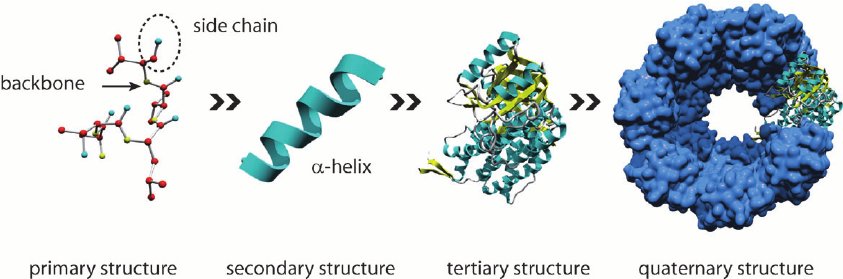 side chain
backbone
α-helix
primary structure
secondary structure
tertiary structure
quaternary structure